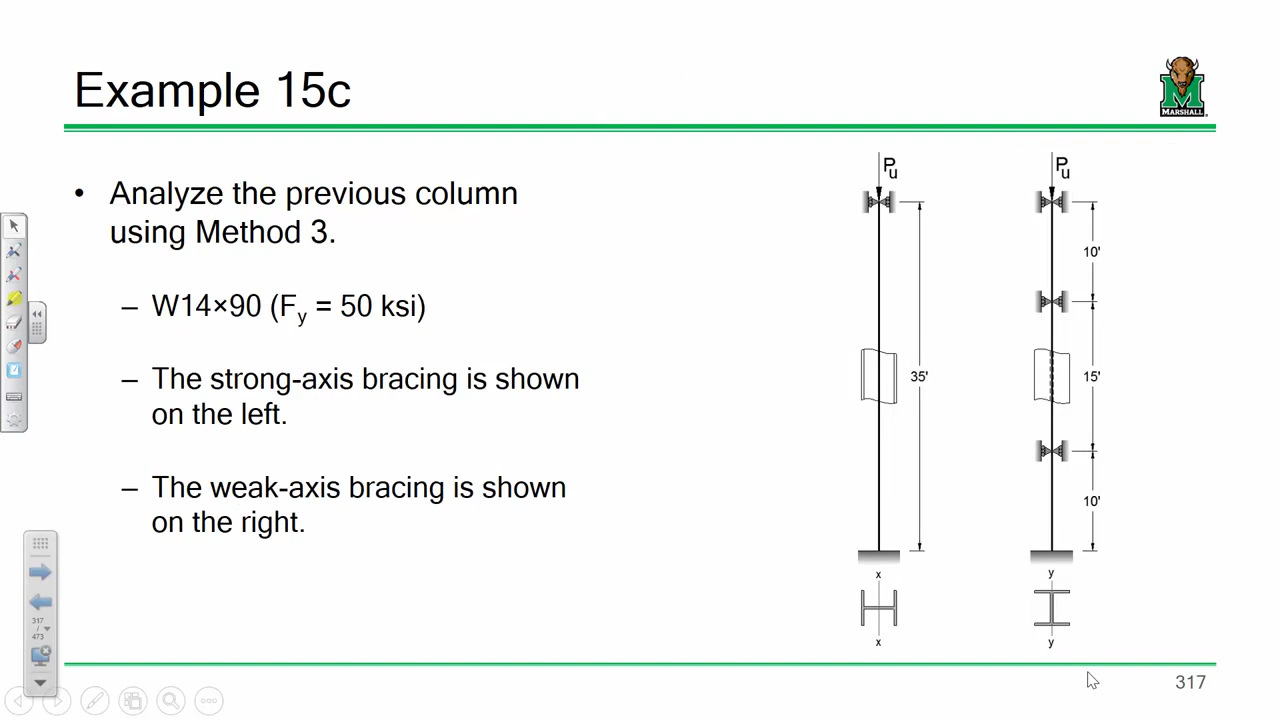 Example 15c
MARSHALL
• Analyze the previous column
using Method 3.
– W14×90 (Fy = 50 ksi)
– The strong-axis bracing is shown
on the left.
– The weak-axis bracing is shown
on the right.
Pu
35'
x
x
Pu
10'
15'
10'
y
y
317
/
473
317